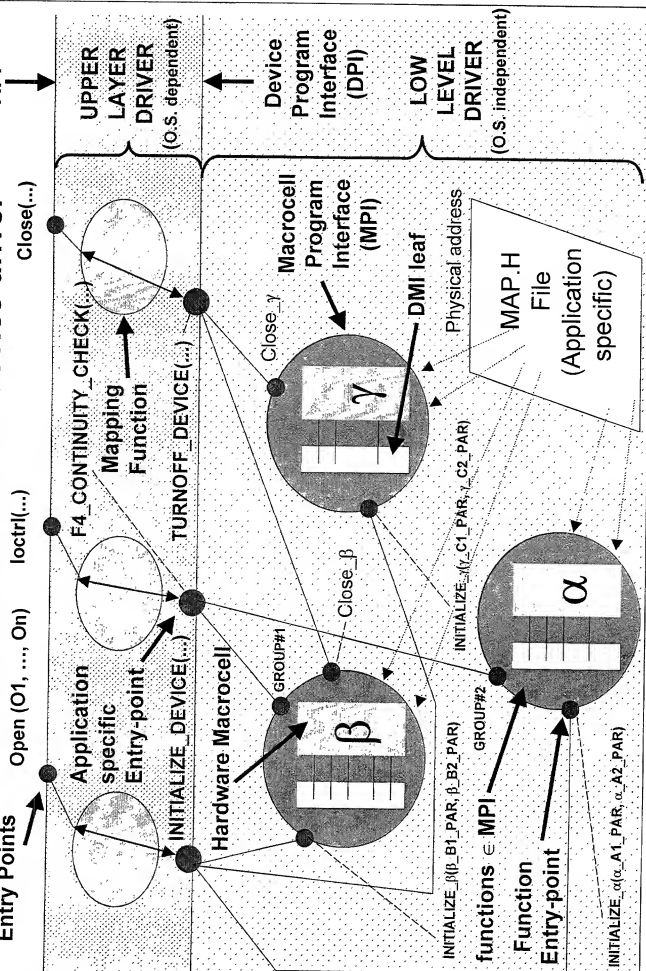 Entry Points
Open (O1, ..., On)
Ioctrl(...)
Close(...)
UPPER
LAYER
DRIVER
(O.S. dependent)
Application
specific
Entry-point
F4_CONTINUITY_CHECK(...)
Mapping
Function
INITIALIZE_DEVICE(...)
TURNOFF_DEVICE(...)
Device
Program
Interface
(DPI)
Hardware Macrocell
GROUP#1
Close_β
Close_γ
Macrocell
Program
Interface
(MPI)
LOW
LEVEL
DRIVER
(O.S. independent)
β
γ
DMI leaf
Physical address
INITIALIZE_β(β_B1_PAR, β_B2_PAR)
INITIALIZE_γ(γ_C1_PAR, γ_C2_PAR)
GROUP#2
functions ∈ MPI
MAP.H
File
(Application
specific)
Function
Entry-point
α
INITIALIZE_α(α_A1_PAR, α_A2_PAR)